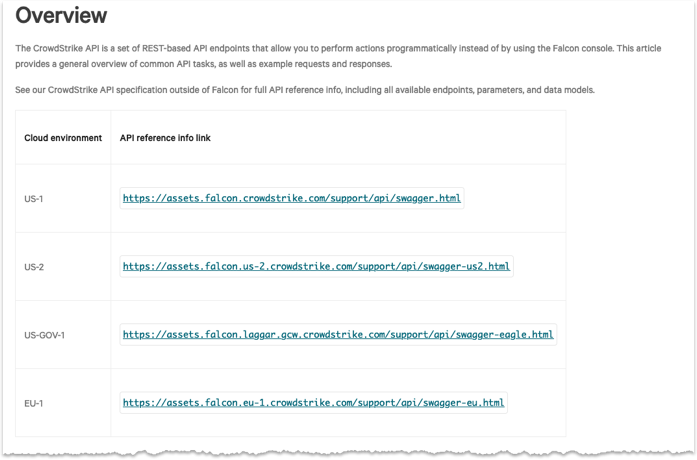 Overview
The CrowdStrike API is a set of REST-based API endpoints that allow you to perform actions programmatically instead of by using the Falcon console. This article
provides a general overview of common API tasks, as well as example requests and responses.
See our CrowdStrike API specification outside of Falcon for full API reference info, including all available endpoints, parameters, and data models.
Cloud environment API reference info link
US-1 https://assets.falcon.crowdstrike.com/support/api/swagger.html
US-2 https://assets.falcon.us-2.crowdstrike.com/support/api/swagger-us2.html
US-GOV-1 https://assets.falcon.laggar.gcw.crowdstrike.com/support/api/swagger-eagle.html
EU-1 https://assets.falcon.eu-1.crowdstrike.com/support/api/swagger-eu.html